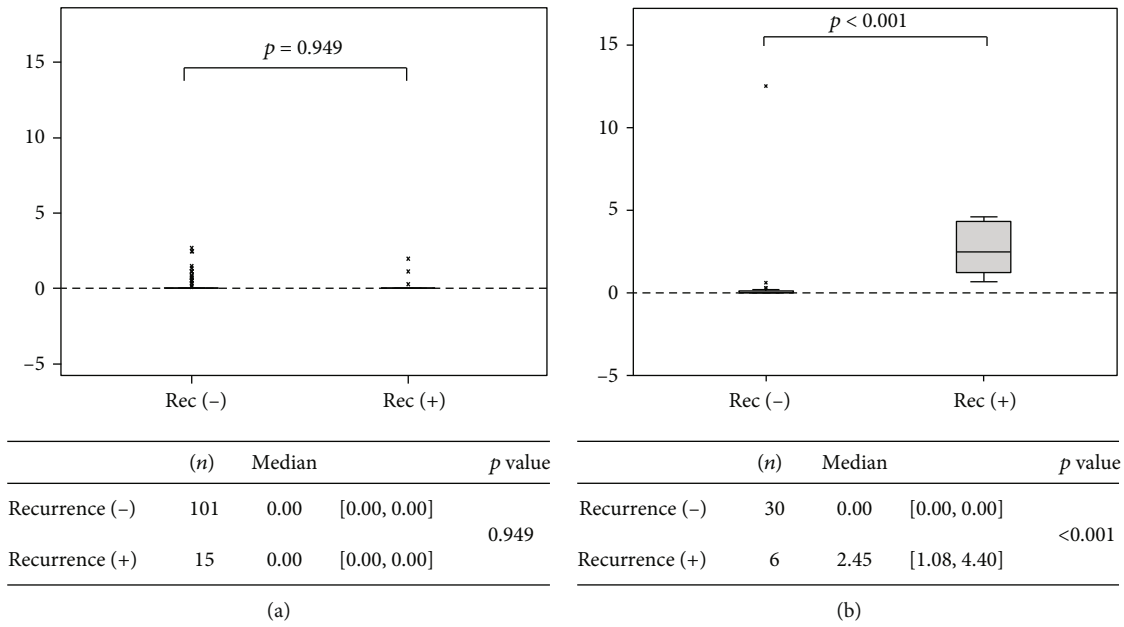 p = 0.949
15
10
5
0
–5
Rec (–) Rec (+)
(n) Median p value
Recurrence (–) 101 0.00 [0.00, 0.00]
0.949
Recurrence (+) 15 0.00 [0.00, 0.00]
(a)
p < 0.001
15
10
5
0
–5
Rec (–) Rec (+)
(n) Median p value
Recurrence (–) 30 0.00 [0.00, 0.00]
<0.001
Recurrence (+) 6 2.45 [1.08, 4.40]
(b)